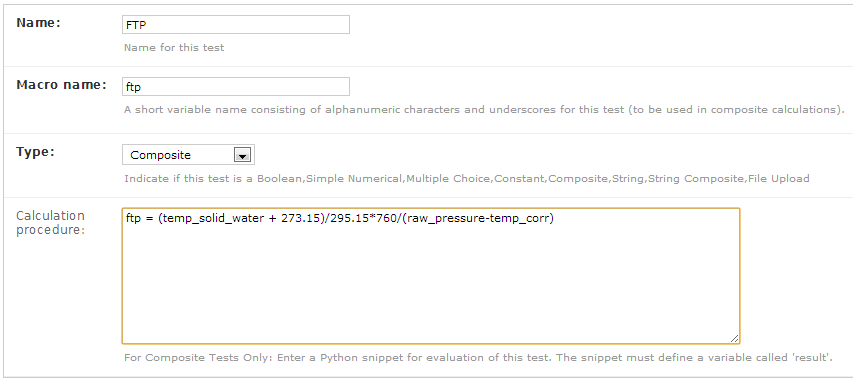 Name:
FTP
Name for this test
Macro name:
ftp
A short variable name consisting of alphanumeric characters and underscores for this test (to be used in composite calculations).
Type:
Composite
Indicate if this test is a Boolean,Simple Numerical,Multiple Choice,Constant,Composite,String,String Composite,File Upload
Calculation
procedure:
ftp = (temp_solid_water + 273.15)/295.15*760/(raw_pressure-temp_corr)
For Composite Tests Only: Enter a Python snippet for evaluation of this test. The snippet must define a variable called 'result'.